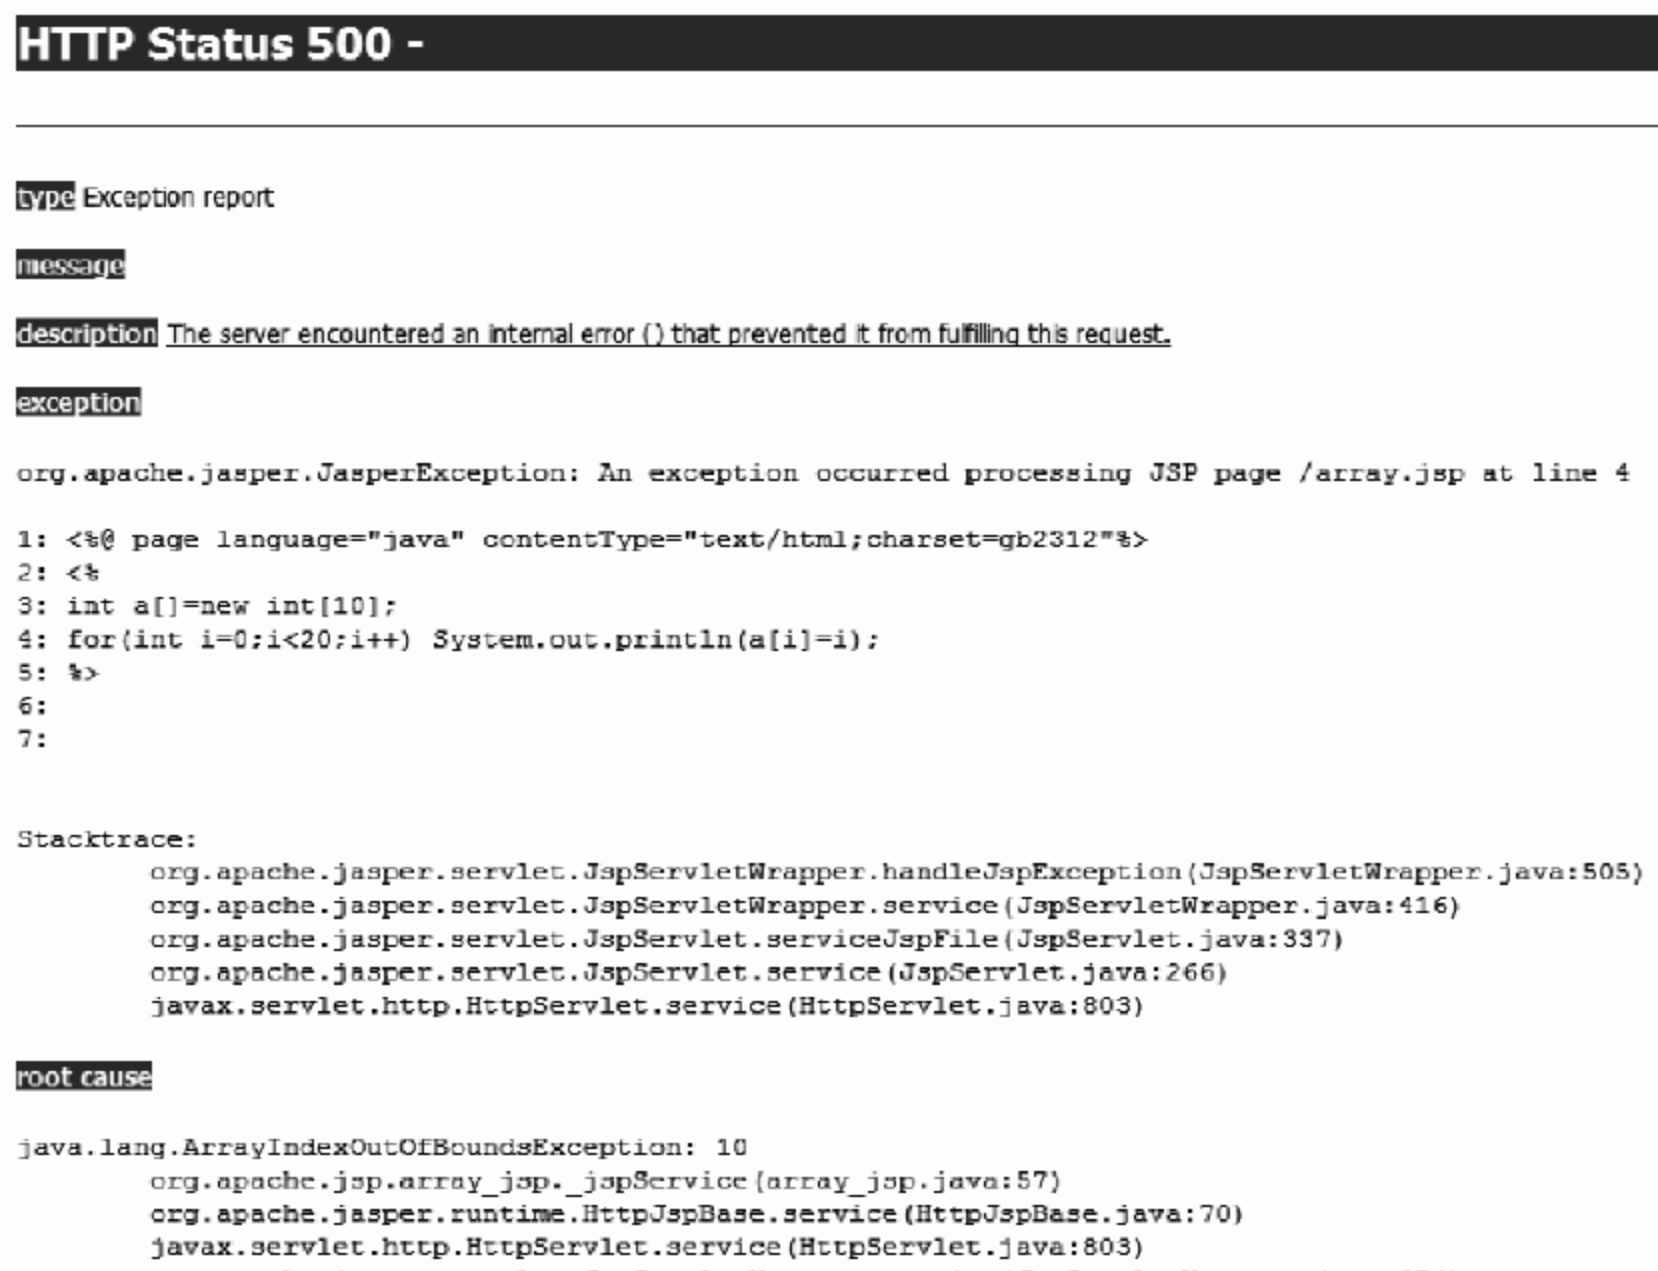 HTTP Status 500 -
type Exception report
message
description The server encountered an internal error () that prevented it from fulfilling this request.
exception
org.apache.jasper.JasperException: An exception occurred processing JSP page /array.jsp at line 4
1: <%@ page language="java" contentType="text/html;charset=gb2312"%>
2: <%
3: int a[]=new int[10];
4: for(int i=0;i<20;i++) System.out.println(a[i]=i);
5: %>
6:
7:
Stacktrace:
org.apache.jasper.servlet.JspServletWrapper.handleJspException(JspServletWrapper.java:505)
org.apache.jasper.servlet.JspServletWrapper.service(JspServletWrapper.java:416)
org.apache.jasper.servlet.JspServlet.serviceJspFile(JspServlet.java:337)
org.apache.jasper.servlet.JspServlet.service(JspServlet.java:266)
javax.servlet.http.HttpServlet.service(HttpServlet.java:803)
root cause
java.lang.ArrayIndexOutOfBoundsException: 10
org.apache.jsp.array_jsp._jspService(array_jsp.java:57)
org.apache.jasper.runtime.HttpJspBase.service(HttpJspBase.java:70)
javax.servlet.http.HttpServlet.service(HttpServlet.java:803)